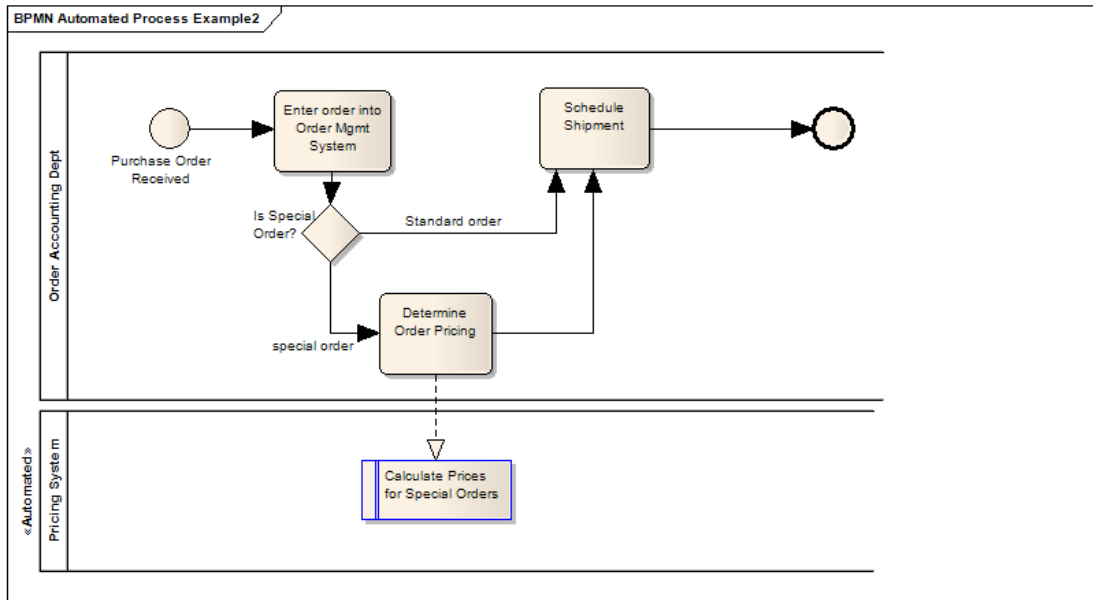 BPMN Automated Process Example2
Order Accounting Dept
Purchase Order
Received
Enter order into
Order Mgmt
System
Schedule
Shipment
Is Special
Order?
Standard order
special order
Determine
Order Pricing
«Automated»
Pricing System
Calculate Prices
for Special Orders